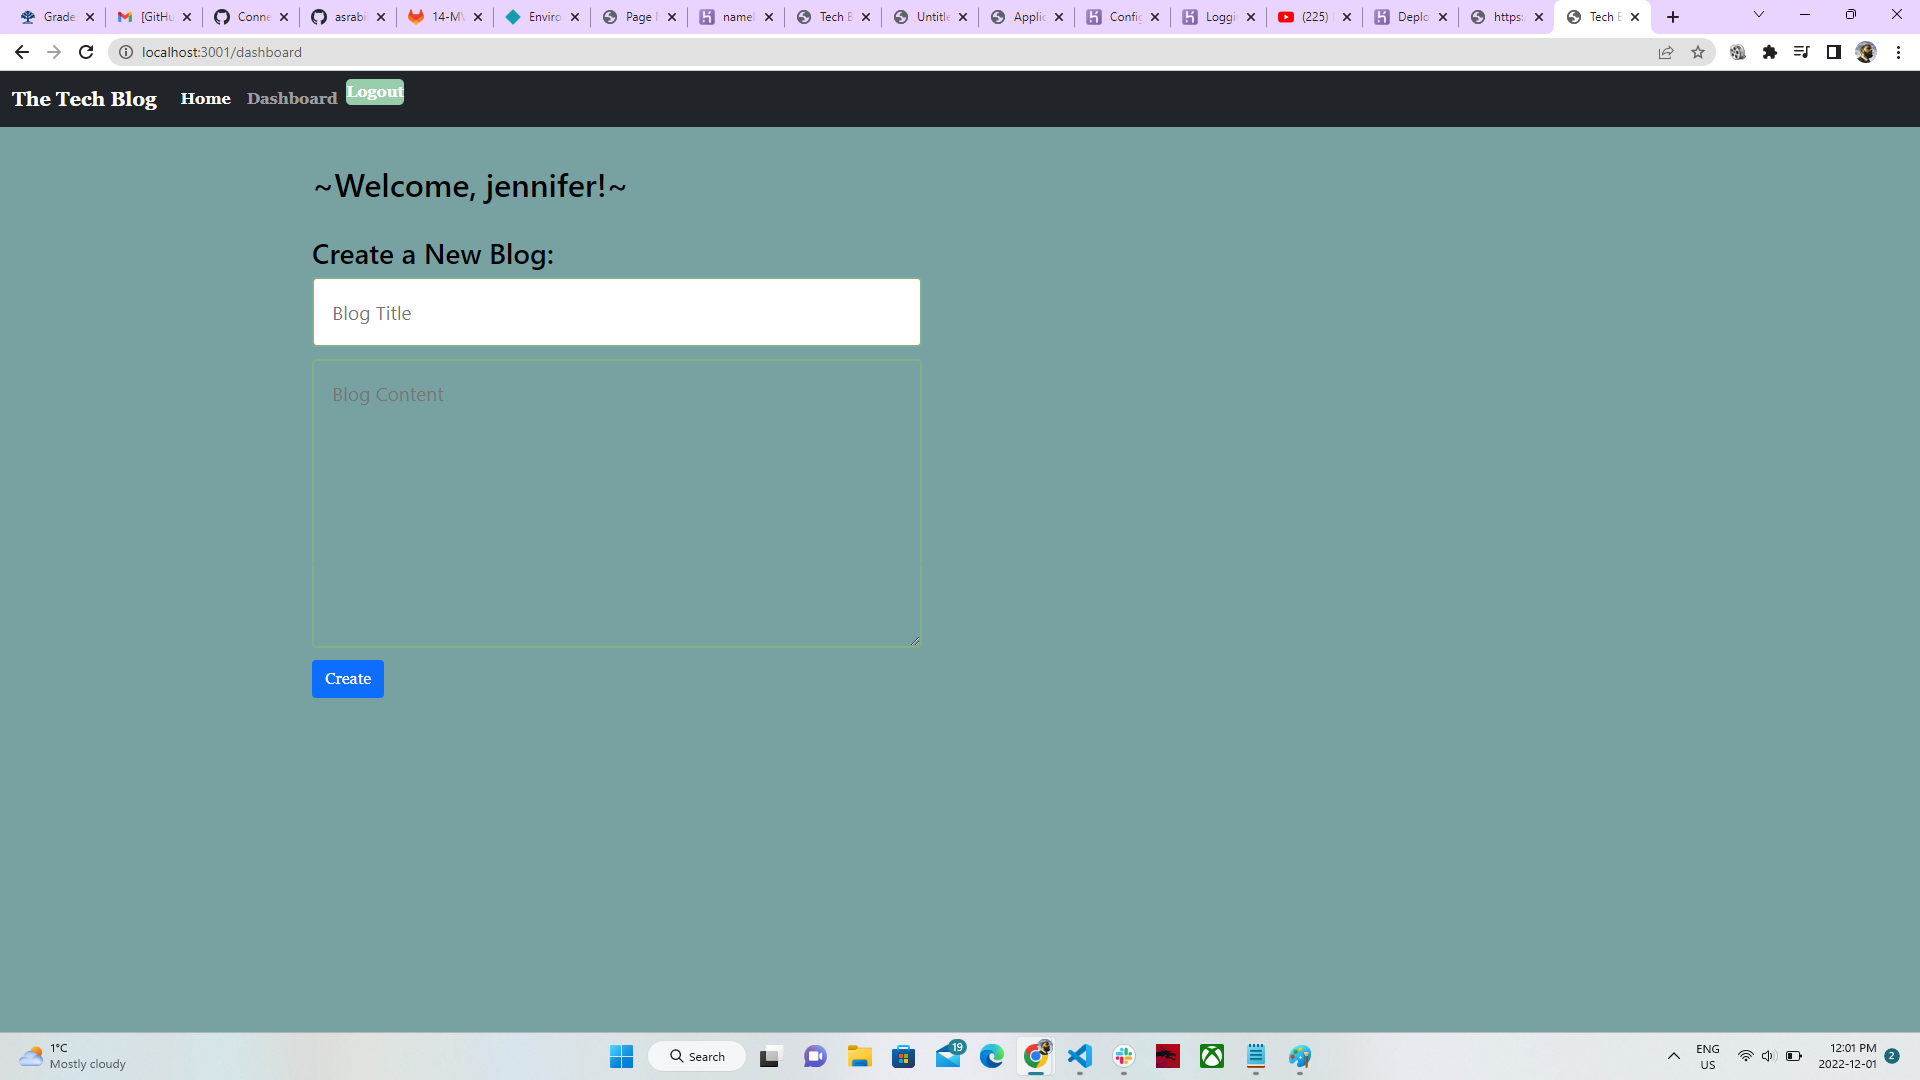 Grade
[GitHu
Conne
asrabi
14-MV
Enviro
Page
namel
Tech B
Untitle
Applic
Config
Loggi
(225)
Deplo
https:
Tech B
localhost:3001/dashboard
The Tech Blog Home Dashboard Logout
~Welcome, jennifer!~
Create a New Blog:
Blog Title
Blog Content
Create
1°C
Mostly cloudy
Search
19
ENG
US
12:01 PM
2022-12-01
2